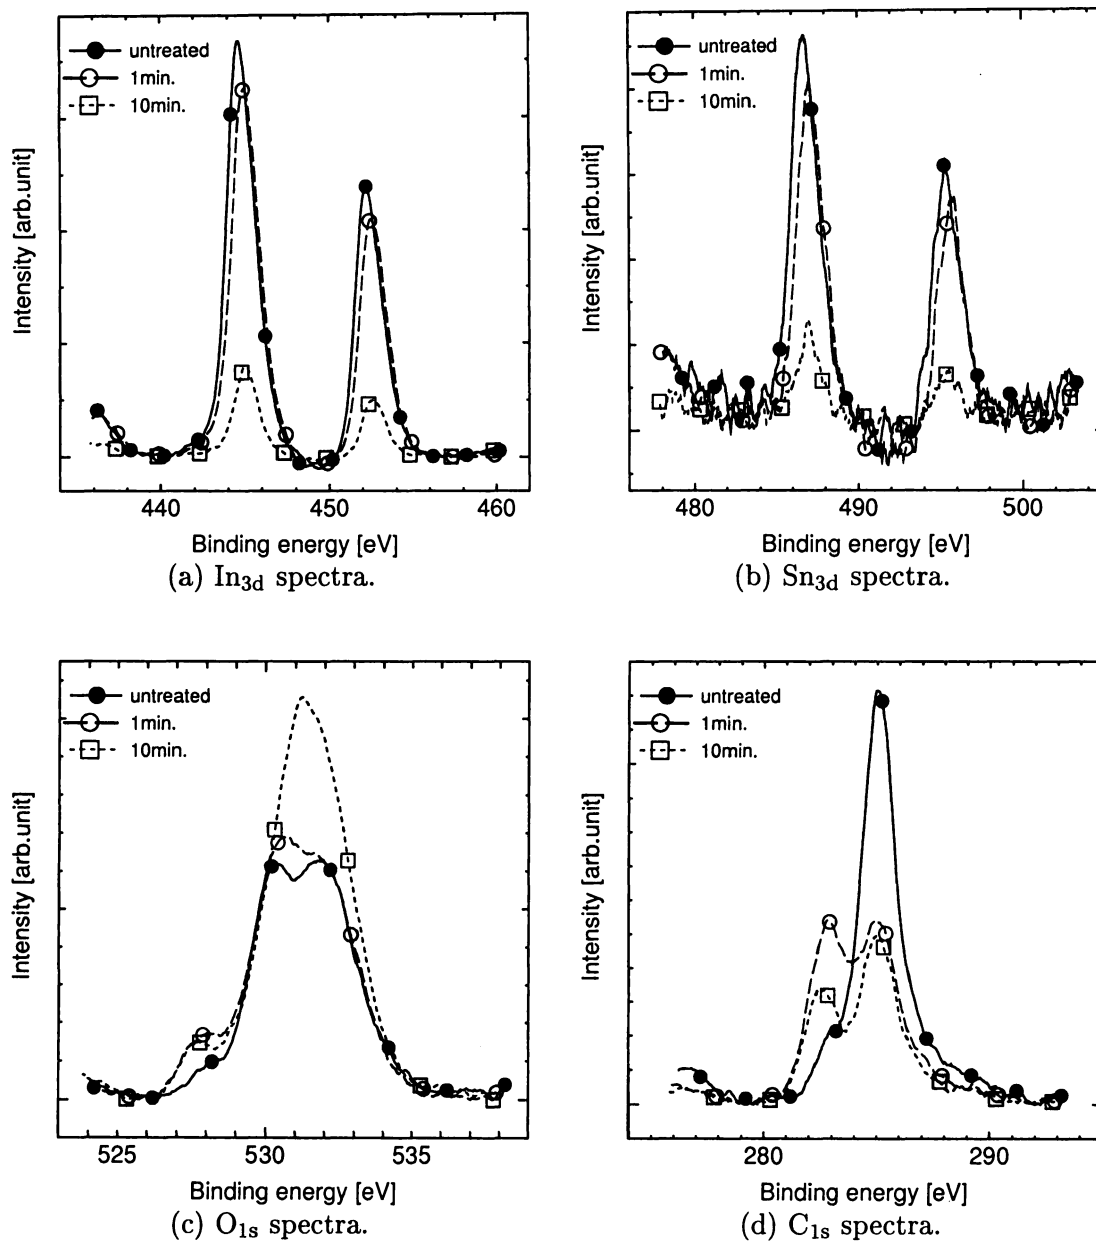 untreated
1min.
10min.
Intensity [arb.unit]
440 450 460
Binding energy [eV]
(a) In3d spectra.
untreated
1min.
10min.
Intensity [arb.unit]
480 490 500
Binding energy [eV]
(b) Sn3d spectra.
untreated
1min.
10min.
Intensity [arb.unit]
525 530 535
Binding energy [eV]
(c) O1s spectra.
untreated
1min.
10min.
Intensity [arb.unit]
280 290
Binding energy [eV]
(d) C1s spectra.